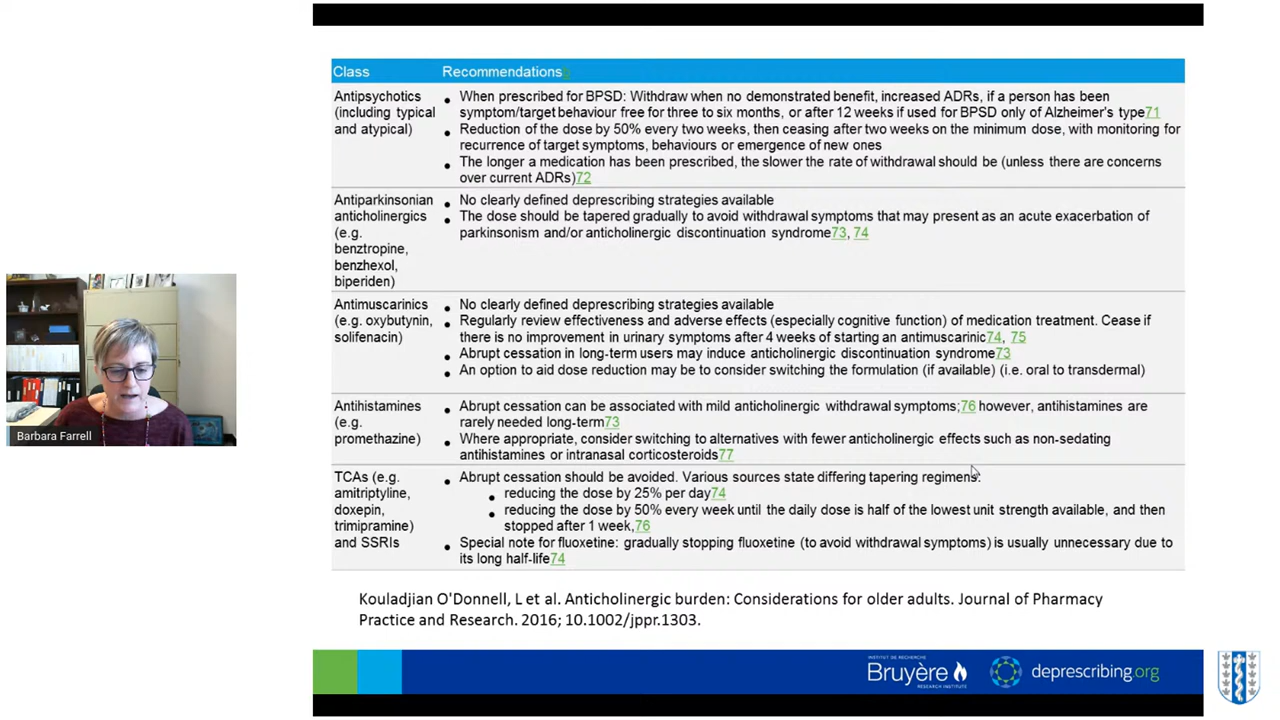 Class Recommendations
Antipsychotics
(including typical
and atypical)
• When prescribed for BPSD: Withdraw when no demonstrated benefit, increased ADRs, if a person has been
symptom/target behaviour free for three to six months, or after 12 weeks if used for BPSD only of Alzheimer's type71
• Reduction of the dose by 50% every two weeks, then ceasing after two weeks on the minimum dose, with monitoring for
recurrence of target symptoms, behaviours or emergence of new ones
• The longer a medication has been prescribed, the slower the rate of withdrawal should be (unless there are concerns
over current ADRs)72
Antiparkinsonian
anticholinergics
(e.g.
benztropine,
benzhexol,
biperiden)
• No clearly defined deprescribing strategies available
• The dose should be tapered gradually to avoid withdrawal symptoms that may present as an acute exacerbation of
parkinsonism and/or anticholinergic discontinuation syndrome73, 74
Antimuscarinics
(e.g. oxybutynin,
solifenacin)
• No clearly defined deprescribing strategies available
• Regularly review effectiveness and adverse effects (especially cognitive function) of medication treatment. Cease if
there is no improvement in urinary symptoms after 4 weeks of starting an antimuscarinic74, 75
• Abrupt cessation in long-term users may induce anticholinergic discontinuation syndrome73
• An option to aid dose reduction may be to consider switching the formulation (if available) (i.e. oral to transdermal)
Antihistamines
(e.g.
promethazine)
• Abrupt cessation can be associated with mild anticholinergic withdrawal symptoms;76 however, antihistamines are
rarely needed long-term73
• Where appropriate, consider switching to alternatives with fewer anticholinergic effects such as non-sedating
antihistamines or intranasal corticosteroids77
TCAs (e.g.
amitriptyline,
doxepin,
trimipramine)
and SSRIs
• Abrupt cessation should be avoided. Various sources state differing tapering regimens:
• reducing the dose by 25% per day74
• reducing the dose by 50% every week until the daily dose is half of the lowest unit strength available, and then
stopped after 1 week,76
• Special note for fluoxetine: gradually stopping fluoxetine (to avoid withdrawal symptoms) is usually unnecessary due to
its long half-life74
Kouladjian O'Donnell, L et al. Anticholinergic burden: Considerations for older adults. Journal of Pharmacy
Practice and Research. 2016; 10.1002/jppr.1303.
Barbara Farrell
INSTITUT DE RECHERCHE
Bruyère
RESEARCH INSTITUTE
deprescribing.org